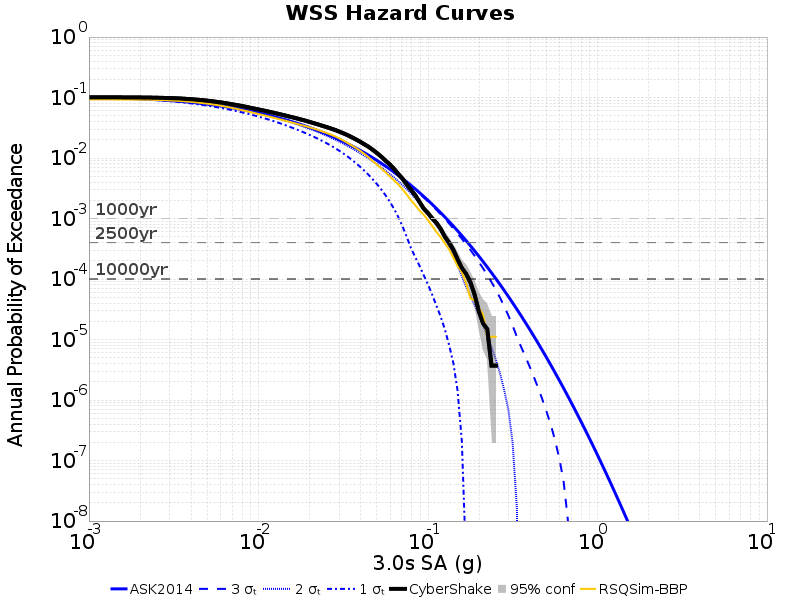 WSS Hazard Curves
Annual Probability of Exceedance
10^0
10^-1
10^-2
10^-3
10^-4
10^-5
10^-6
10^-7
10^-8
1000yr
2500yr
10000yr
10^-3 10^-2 10^-1 10^0 10^1
3.0s SA (g)
ASK2014 3 σₜ 2 σₜ 1 σₜ CyberShake 95% conf RSQSim-BBP